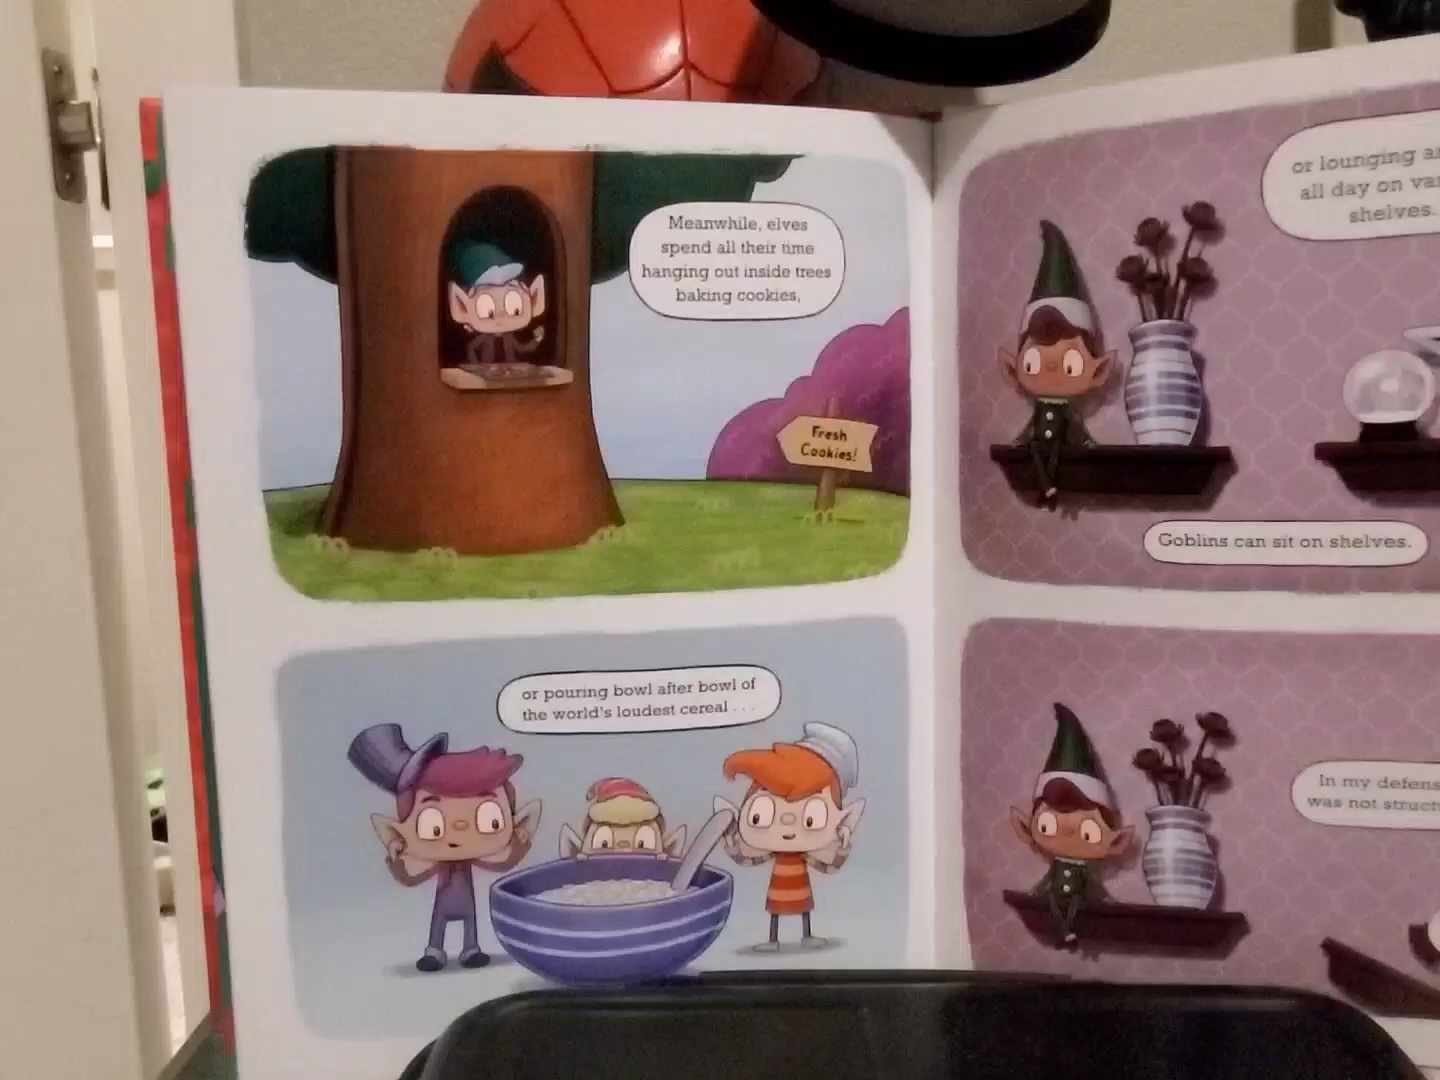 Meanwhile, elves
spend all their time
hanging out inside trees
baking cookies,
Fresh
Cookies!
or pouring bowl after bowl of
the world's loudest cereal . . .
or lounging
all day on
shelves.
Goblins can sit on shelves.
In my
was not